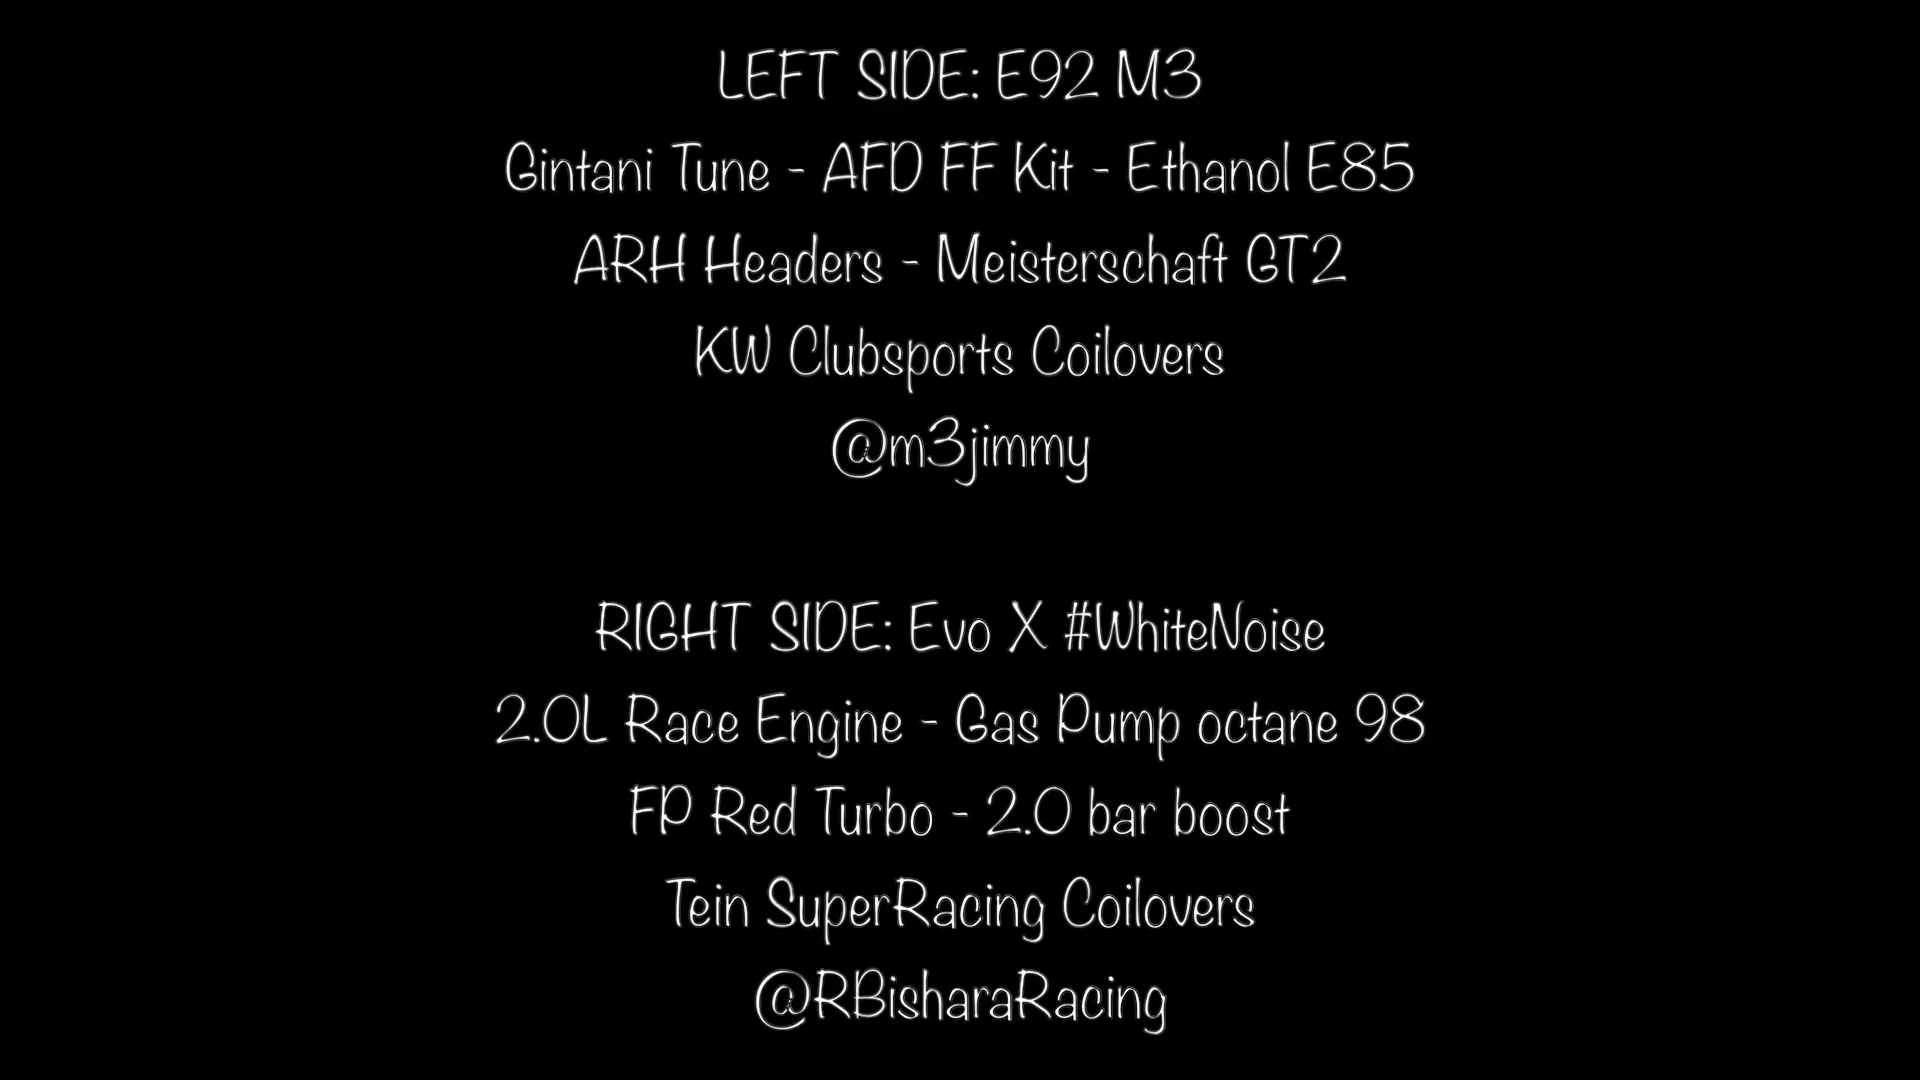 LEFT SIDE: E92 M3
Gintani Tune - AFD FF Kit - Ethanol E85
ARH Headers - Meisterschaft GT2
KW Clubsports Coilovers
@m3jimmy
RIGHT SIDE: Evo X #WhiteNoise
2.0L Race Engine - Gas Pump octane 98
FP Red Turbo - 2.0 bar boost
Tein SuperRacing Coilovers
@RBisharaRacing